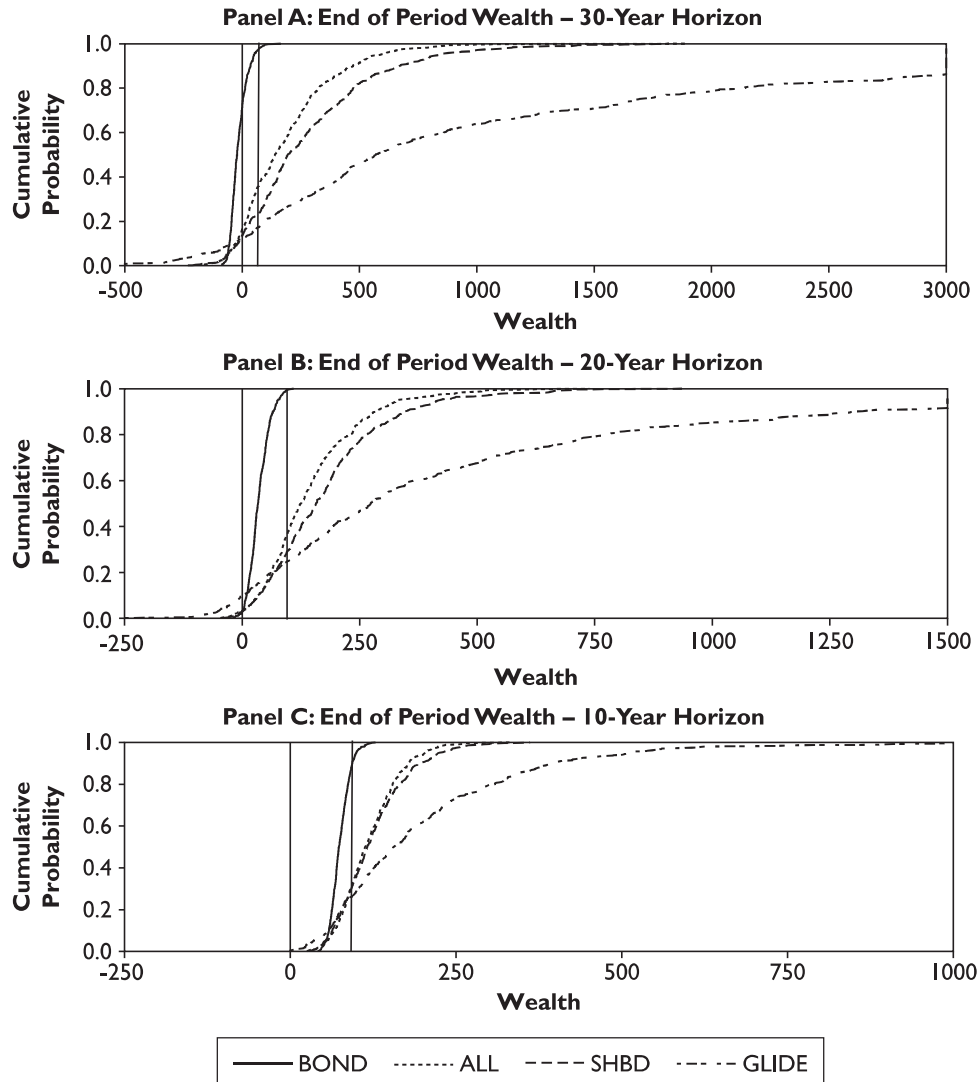 Panel A: End of Period Wealth – 30-Year Horizon
Cumulative
Probability
1.0
0.8
0.6
0.4
0.2
0.0
-500 0 500 1000 1500 2000 2500 3000
Wealth
Panel B: End of Period Wealth – 20-Year Horizon
Cumulative
Probability
1.0
0.8
0.6
0.4
0.2
0.0
-250 0 250 500 750 1000 1250 1500
Wealth
Panel C: End of Period Wealth – 10-Year Horizon
Cumulative
Probability
1.0
0.8
0.6
0.4
0.2
0.0
-250 0 250 500 750 1000
Wealth
BOND ALL SHBD GLIDE